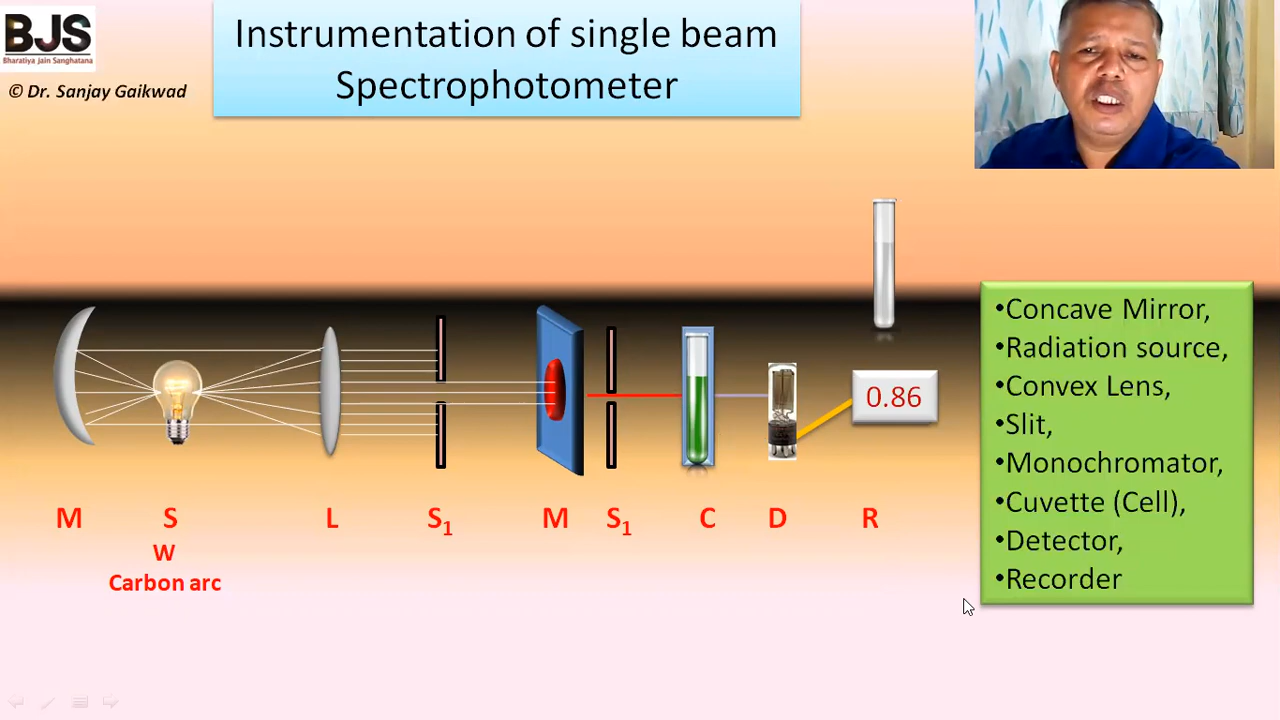 BJS
Bharatiya Jain Sanghatana
© Dr. Sanjay Gaikwad
Instrumentation of single beam
Spectrophotometer
0.86
M S L S₁ M S₁ C D R
W
Carbon arc
•Concave Mirror,
•Radiation source,
•Convex Lens,
•Slit,
•Monochromator,
•Cuvette (Cell),
•Detector,
•Recorder